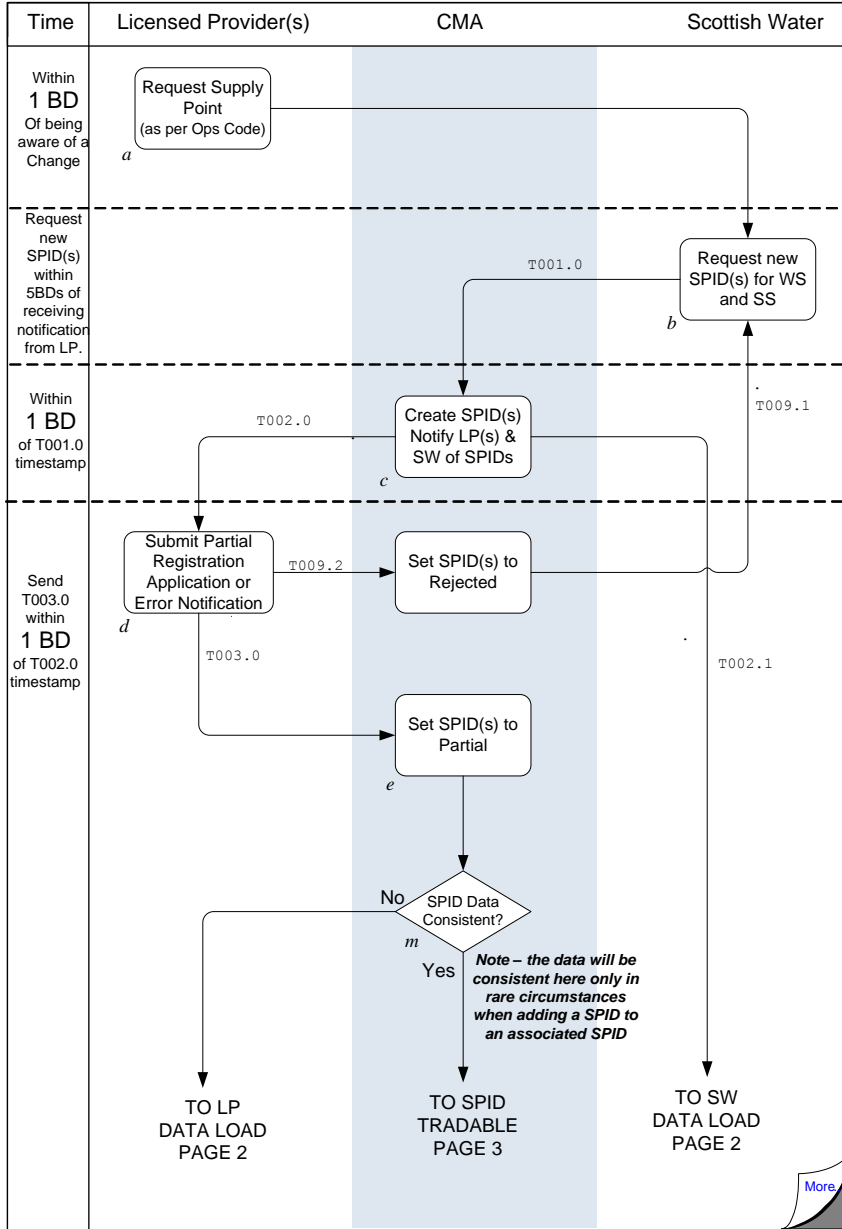 Time
Licensed Provider(s)
CMA
Scottish Water
Within
1 BD
Of being
aware of a
Change
Request Supply
Point
(as per Ops Code)
a
Request
new
SPID(s)
within
5BDs of
receiving
notification
from LP.
T001.0
Request new
SPID(s) for WS
and SS
b
Within
1 BD
of T001.0
timestamp
T002.0
Create SPID(s)
Notify LP(s) &
SW of SPIDs
c
T009.1
Send
T003.0
within
1 BD
of T002.0
timestamp
Submit Partial
Registration
Application or
Error Notification
d
T009.2
Set SPID(s) to
Rejected
T003.0
T002.1
Set SPID(s) to
Partial
e
No
SPID Data
Consistent?
m
Yes
Note – the data will be
consistent here only in
rare circumstances
when adding a SPID to
an associated SPID
TO LP
DATA LOAD
PAGE 2
TO SPID
TRADABLE
PAGE 3
TO SW
DATA LOAD
PAGE 2
More.